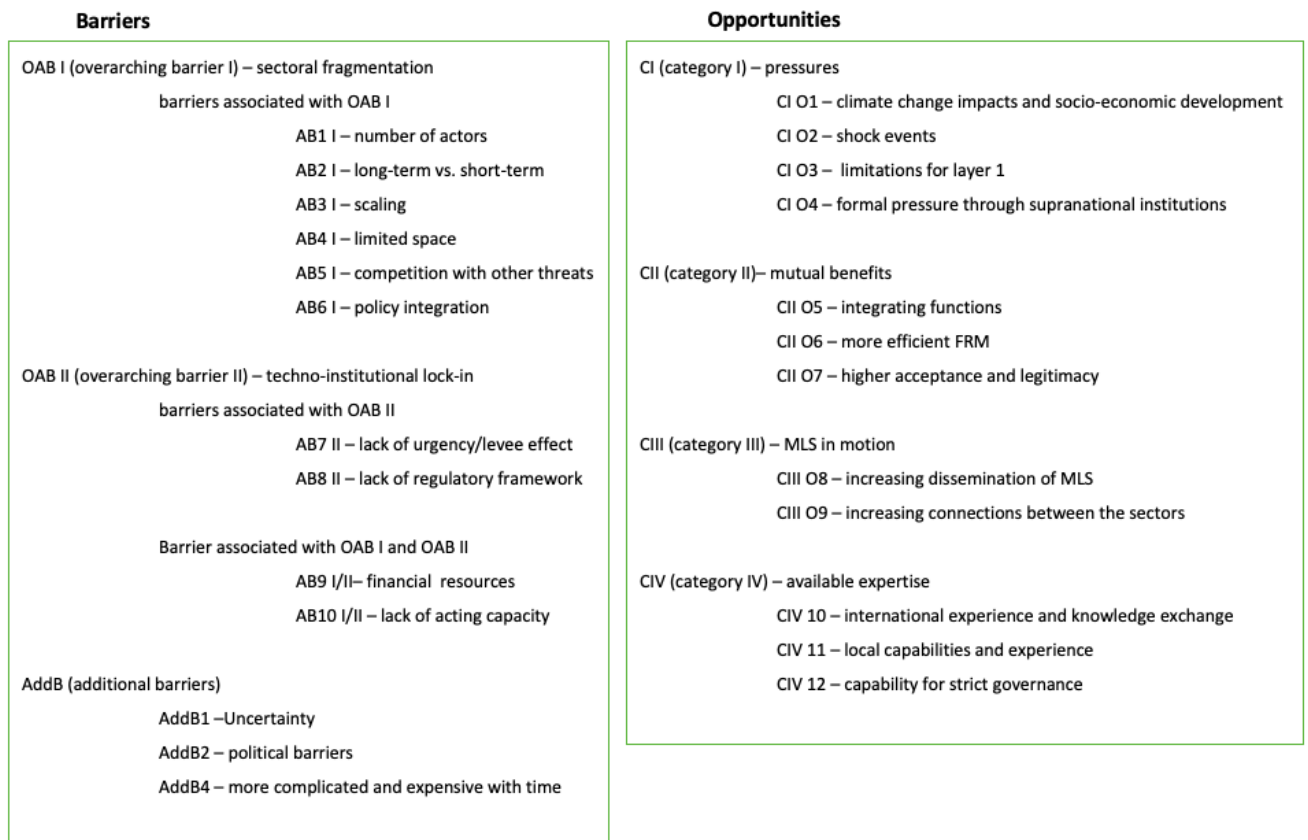 Barriers
OAB I (overarching barrier I) – sectoral fragmentation
barriers associated with OAB I
AB1 I – number of actors
AB2 I – long-term vs. short-term
AB3 I – scaling
AB4 I – limited space
AB5 I – competition with other threats
AB6 I – policy integration
OAB II (overarching barrier II) – techno-institutional lock-in
barriers associated with OAB II
AB7 II – lack of urgency/levee effect
AB8 II – lack of regulatory framework
Barrier associated with OAB I and OAB II
AB9 I/II– financial  resources
AB10 I/II – lack of acting capacity
AddB (additional barriers)
AddB1 –Uncertainty
AddB2 – political barriers
AddB4 – more complicated and expensive with time
Opportunities
CI (category I) – pressures
CI O1 – climate change impacts and socio-economic development
CI O2 – shock events
CI O3 –  limitations for layer 1
CI O4 – formal pressure through supranational institutions
CII (category II)– mutual benefits
CII O5 – integrating functions
CII O6 – more efficient FRM
CII O7 – higher acceptance and legitimacy
CIII (category III) – MLS in motion
CIII O8 – increasing dissemination of MLS
CIII O9 – increasing connections between the sectors
CIV (category IV) – available expertise
CIV 10 – international experience and knowledge exchange
CIV 11 – local capabilities and experience
CIV 12 – capability for strict governance